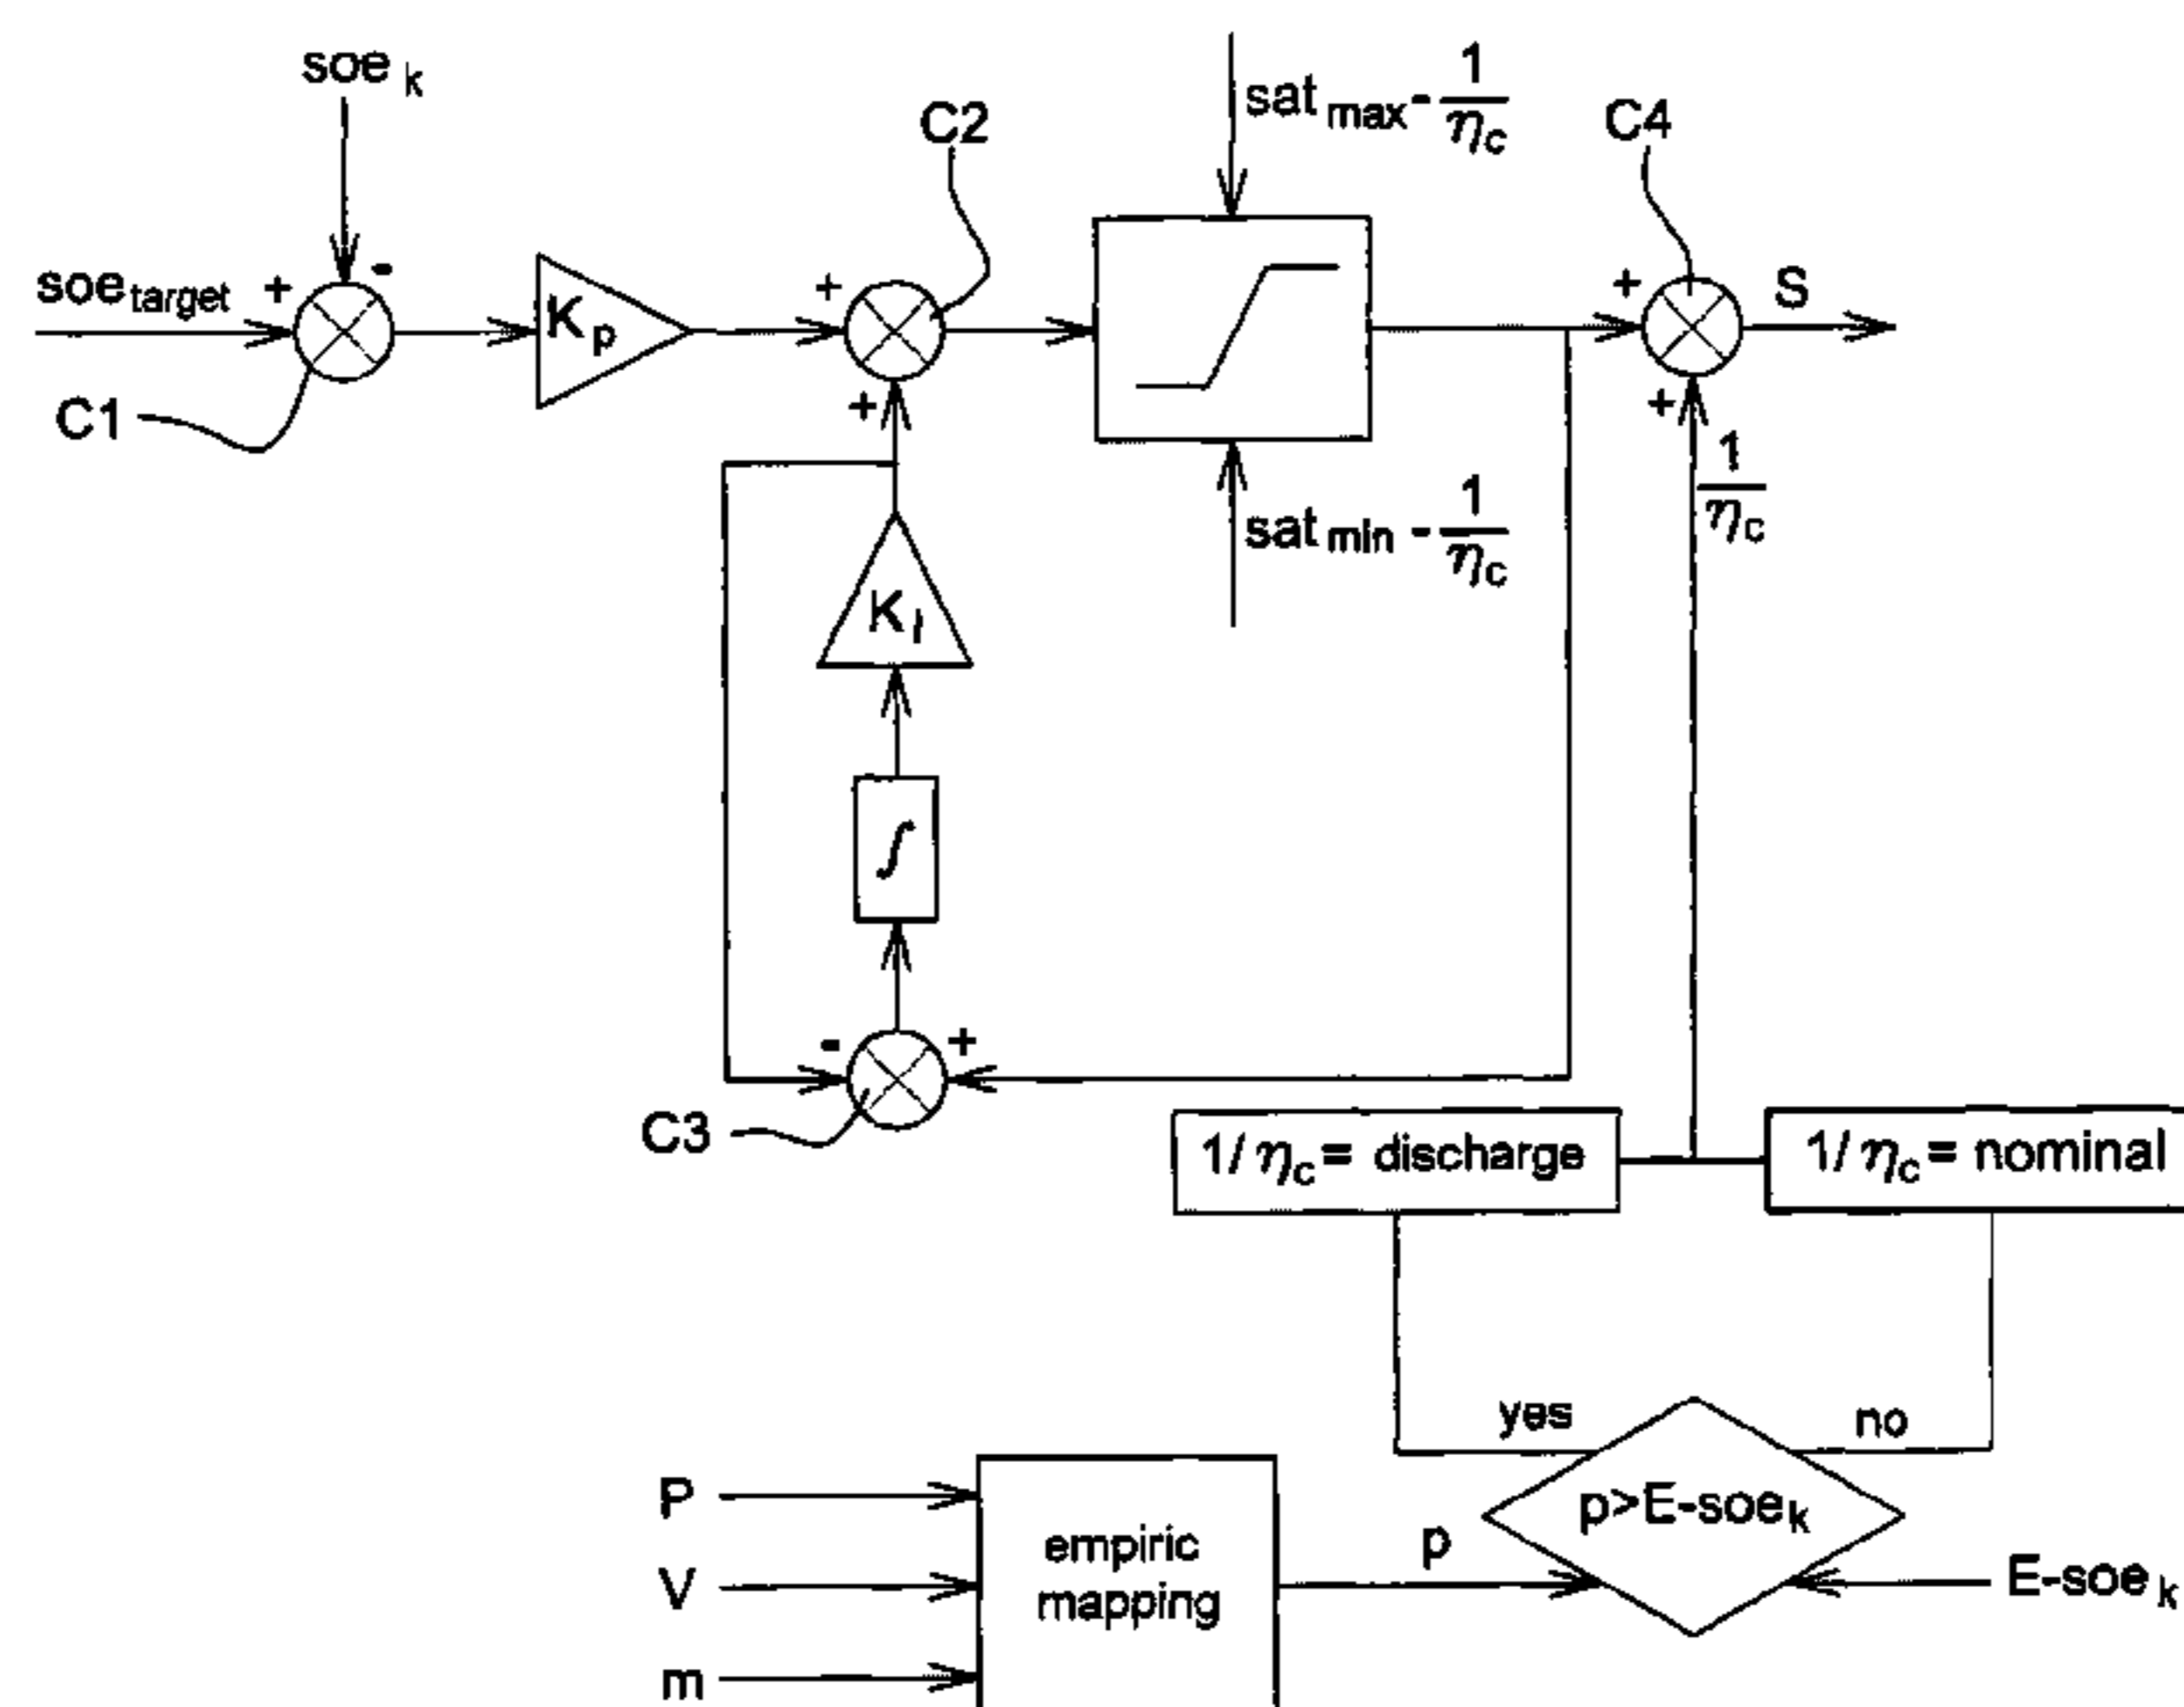 soe k
sat max - 1/ηc
C2
C4
soe target
+
-
Kp
+
+
S
C1
+
+
1/ηc
sat min - 1/ηc
KI
∫
-
+
C3
1/ηc = discharge
1/ηc = nominal
yes
no
P
p>E-soe k
empiric
mapping
p
V
E-soe k
m